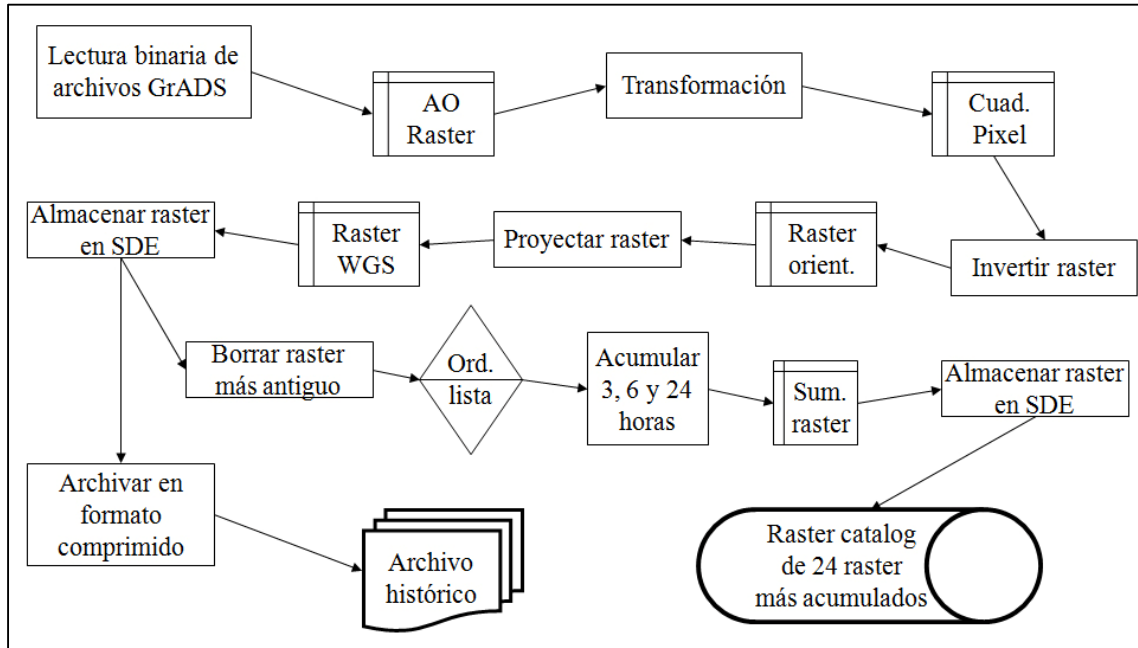 Lectura binaria de
archivos GrADS
AO
Raster
Transformación
Cuad.
Pixel
Almacenar raster
en SDE
Raster
WGS
Proyectar raster
Raster
orient.
Invertir raster
Borrar raster
más antiguo
Ord.
lista
Acumular
3, 6 y 24
horas
Sum.
raster
Almacenar raster
en SDE
Archivar en
formato
comprimido
Archivo
histórico
Raster catalog
de 24 raster
más acumulados